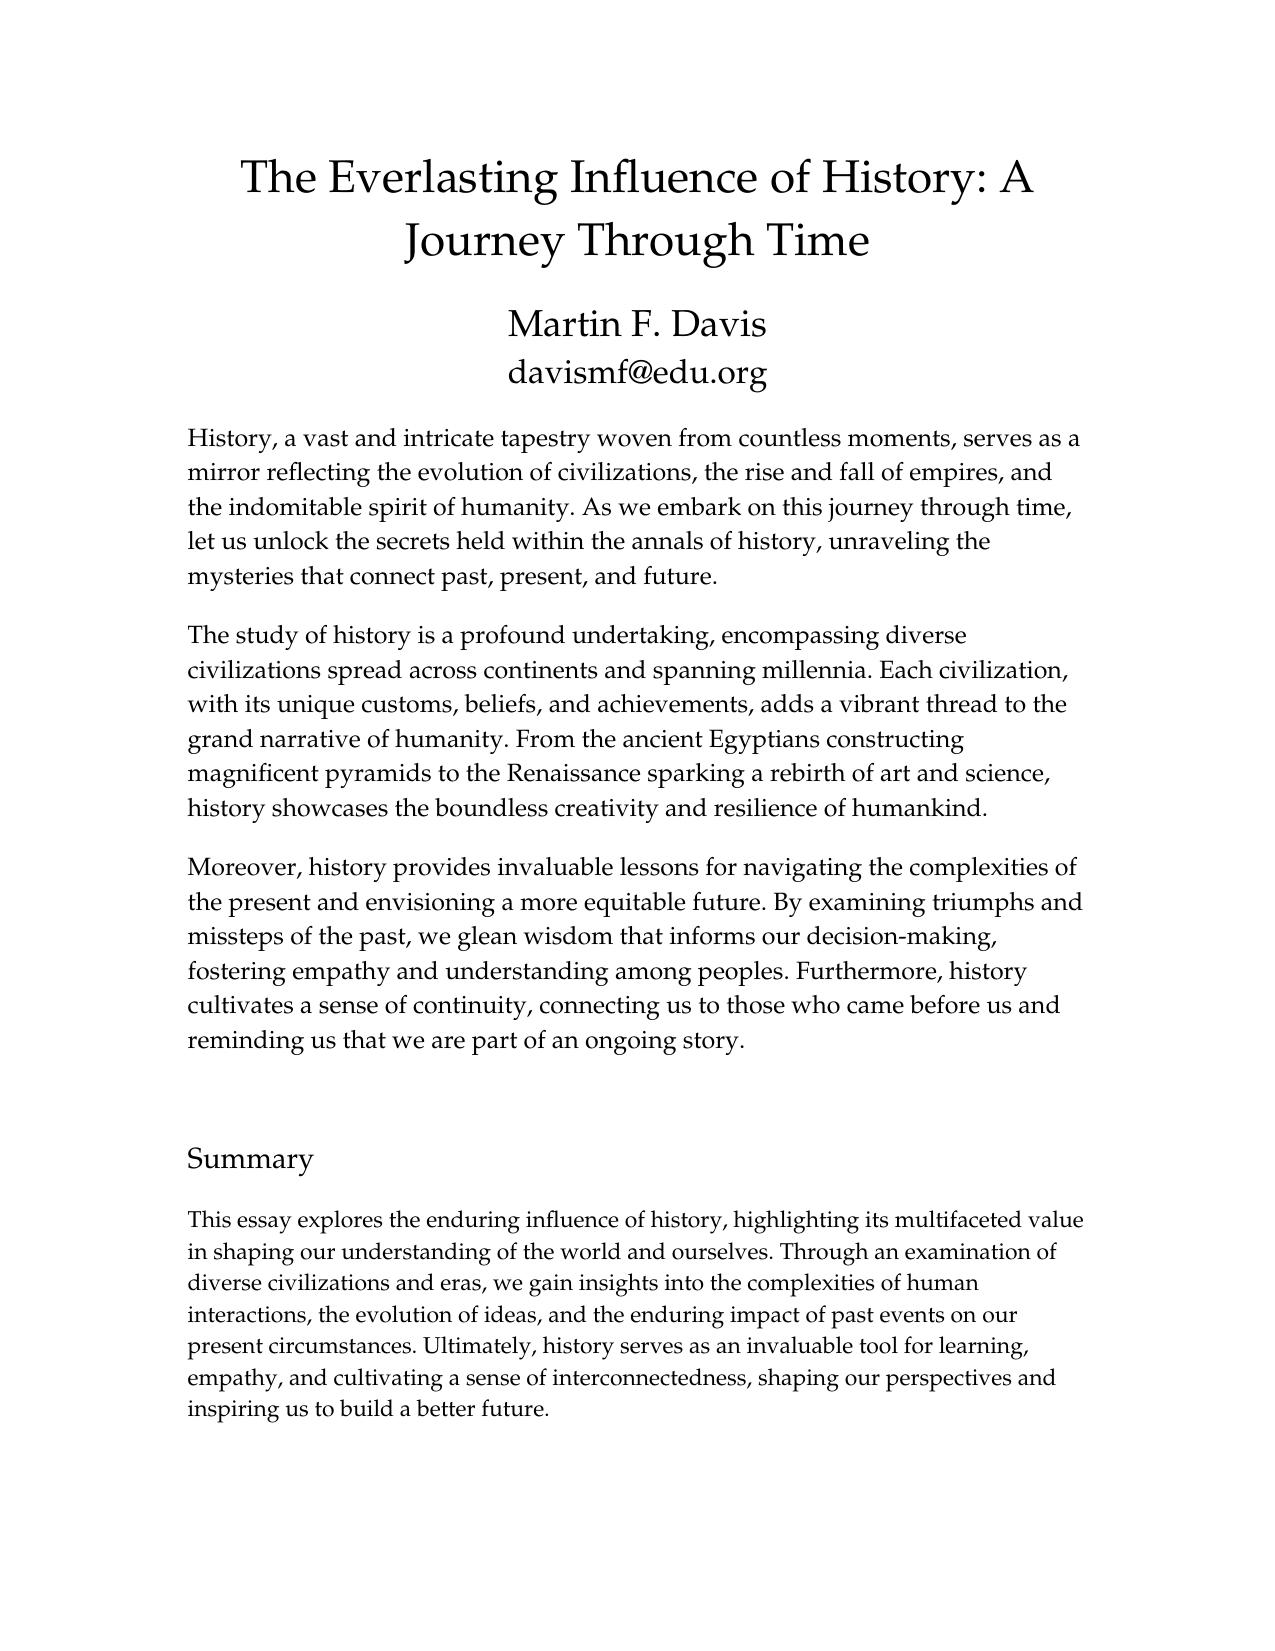 The Everlasting Influence of History: A
Journey Through Time
Martin F. Davis
davismf@edu.org
History, a vast and intricate tapestry woven from countless moments, serves as a
mirror reflecting the evolution of civilizations, the rise and fall of empires, and
the indomitable spirit of humanity. As we embark on this journey through time,
let us unlock the secrets held within the annals of history, unraveling the
mysteries that connect past, present, and future.
The study of history is a profound undertaking, encompassing diverse
civilizations spread across continents and spanning millennia. Each civilization,
with its unique customs, beliefs, and achievements, adds a vibrant thread to the
grand narrative of humanity. From the ancient Egyptians constructing
magnificent pyramids to the Renaissance sparking a rebirth of art and science,
history showcases the boundless creativity and resilience of humankind.
Moreover, history provides invaluable lessons for navigating the complexities of
the present and envisioning a more equitable future. By examining triumphs and
missteps of the past, we glean wisdom that informs our decision-making,
fostering empathy and understanding among peoples. Furthermore, history
cultivates a sense of continuity, connecting us to those who came before us and
reminding us that we are part of an ongoing story.
Summary
This essay explores the enduring influence of history, highlighting its multifaceted value
in shaping our understanding of the world and ourselves. Through an examination of
diverse civilizations and eras, we gain insights into the complexities of human
interactions, the evolution of ideas, and the enduring impact of past events on our
present circumstances. Ultimately, history serves as an invaluable tool for learning,
empathy, and cultivating a sense of interconnectedness, shaping our perspectives and
inspiring us to build a better future.